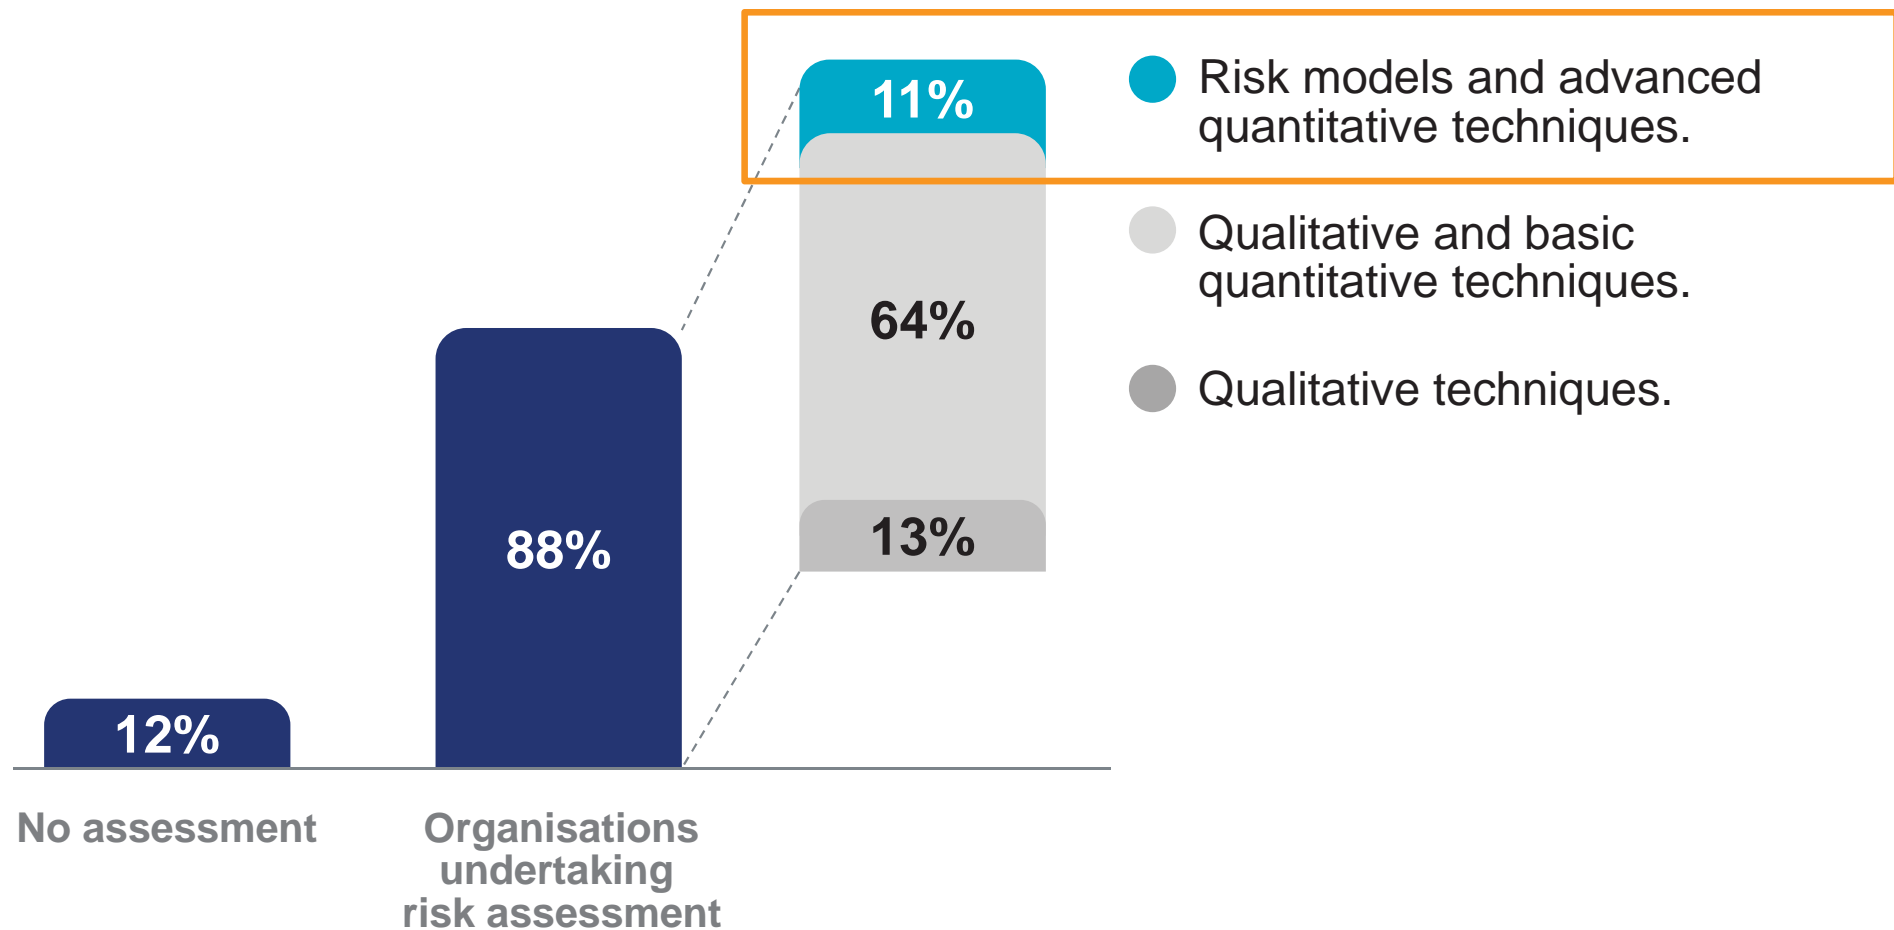 11%
Risk models and advanced
quantitative techniques.
Qualitative and basic
quantitative techniques.
64%
Qualitative techniques.
13%
88%
12%
No assessment
Organisations
undertaking
risk assessment